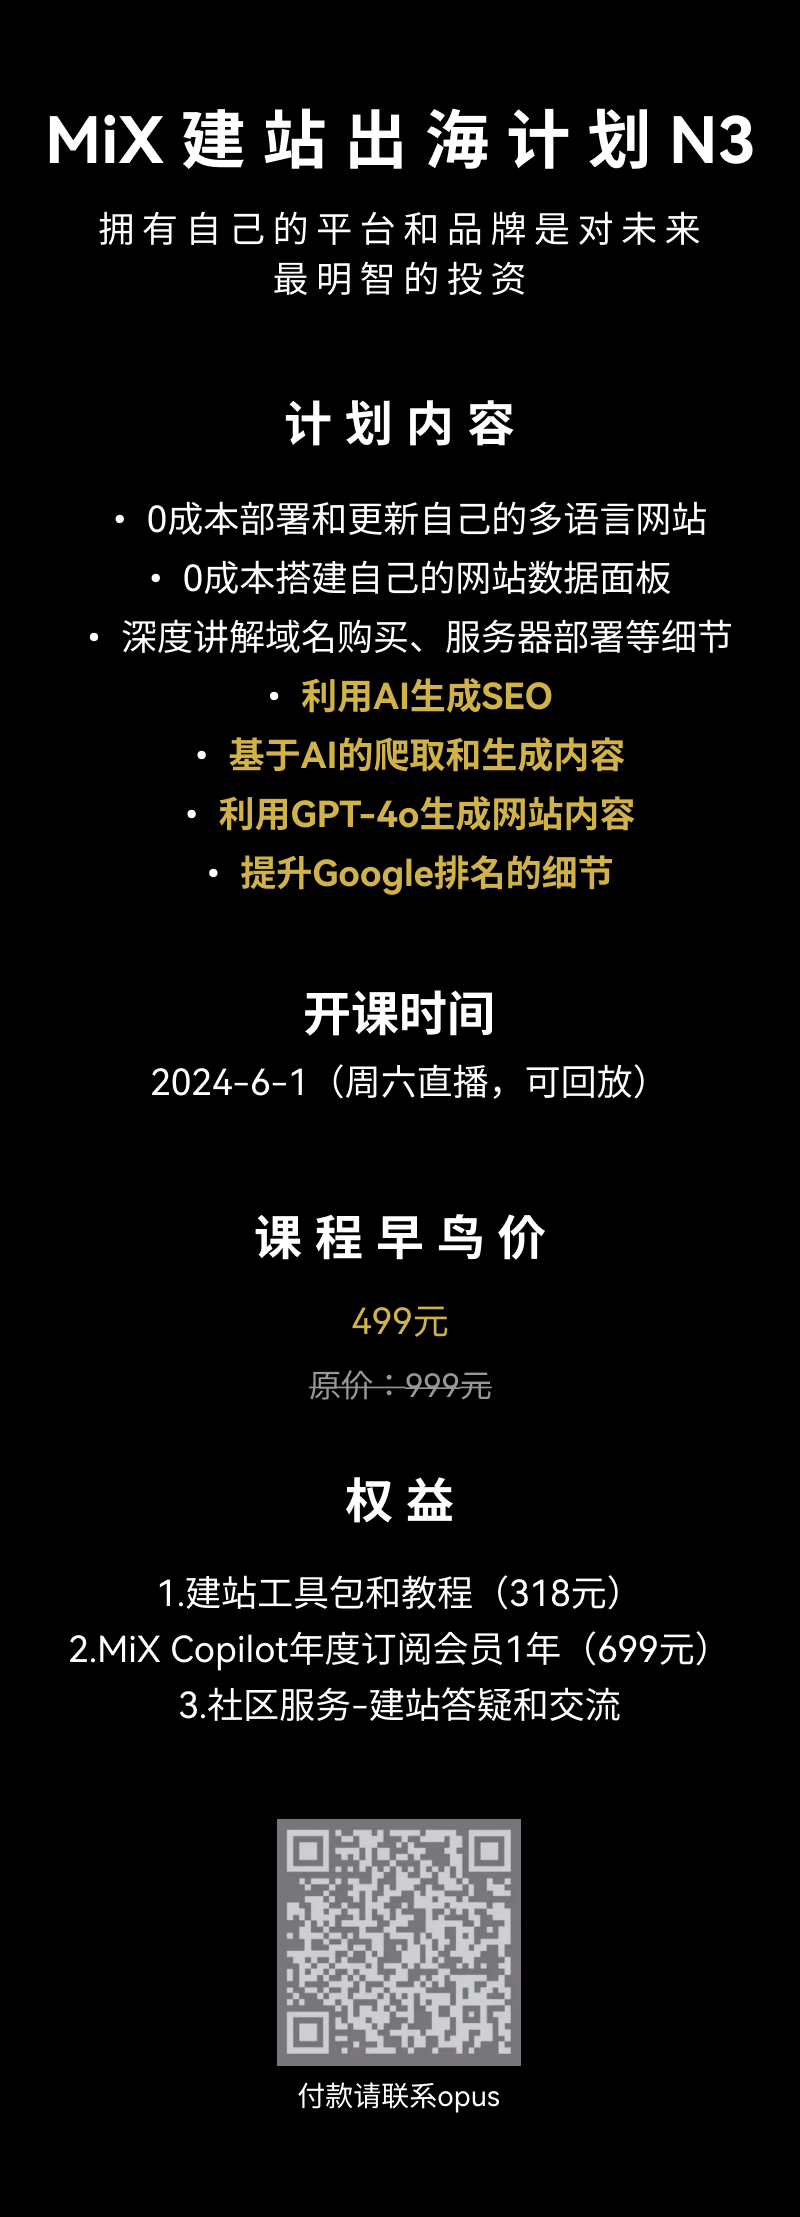 MiX 建站出海计划 N3
拥有自己的平台和品牌是对未来
最明智的投资
计划内容
• 0成本部署和更新自己的多语言网站
• 0成本搭建自己的网站数据面板
• 深度讲解域名购买、服务器部署等细节
• 利用AI生成SEO
• 基于AI的爬取和生成内容
• 利用GPT-4o生成网站内容
• 提升Google排名的细节
开课时间
2024-6-1（周六直播，可回放）
课程早鸟价
499元
原价：999元
权益
1.建站工具包和教程（318元）
2.MiX Copilot年度订阅会员1年（699元）
3.社区服务-建站答疑和交流
付款请联系opus